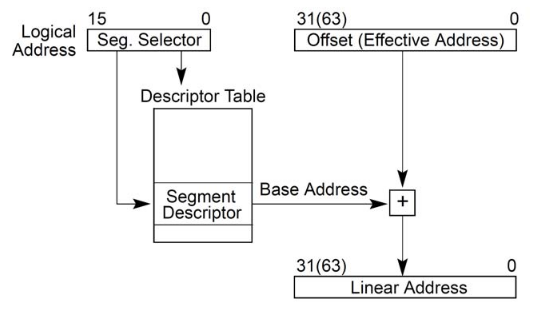 15 0
31(63) 0
Logical
Address
Seg. Selector
Offset (Effective Address)
Descriptor Table
Segment
Descriptor
Base Address
+
31(63) 0
Linear Address